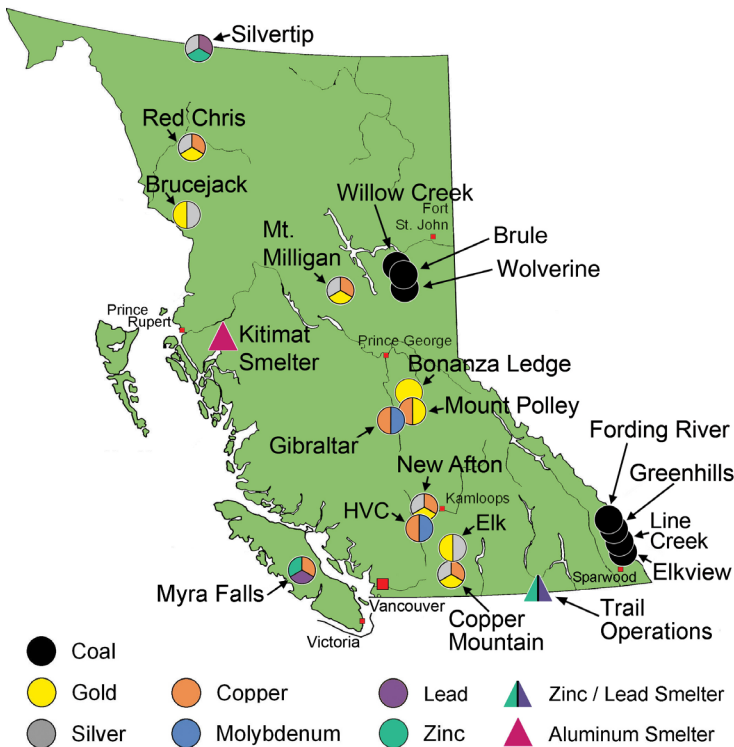 Silvertip
Red Chris
Brucejack
Willow Creek
Fort
St. John
Brule
Wolverine
Mt.
Milligan
Prince
Rupert
Kitimat
Smelter
Prince George
Bonanza Ledge
Mount Polley
Gibraltar
Fording River
Greenhills
Line
Creek
Elkview
Sparwood
New Afton
Kamloops
HVC
Elk
Myra Falls
Vancouver
Victoria
Copper
Mountain
Trail
Operations
Coal
Gold
Copper
Lead
Zinc / Lead Smelter
Silver
Molybdenum
Zinc
Aluminum Smelter